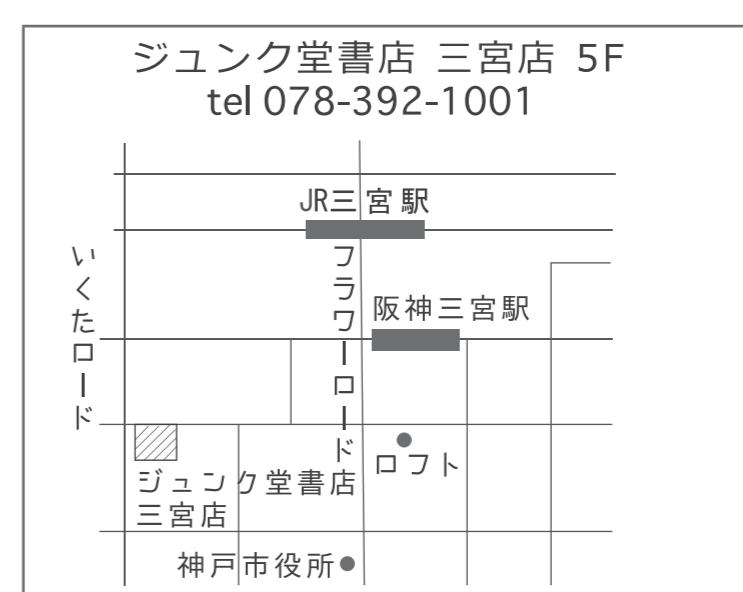 ジュンク堂書店 三宮店 5F
tel 078-392-1001
JR三宮駅
いくたロード
フラワーロード
阪神三宮駅
ロフト
ジュンク堂書店
三宮店
神戸市役所